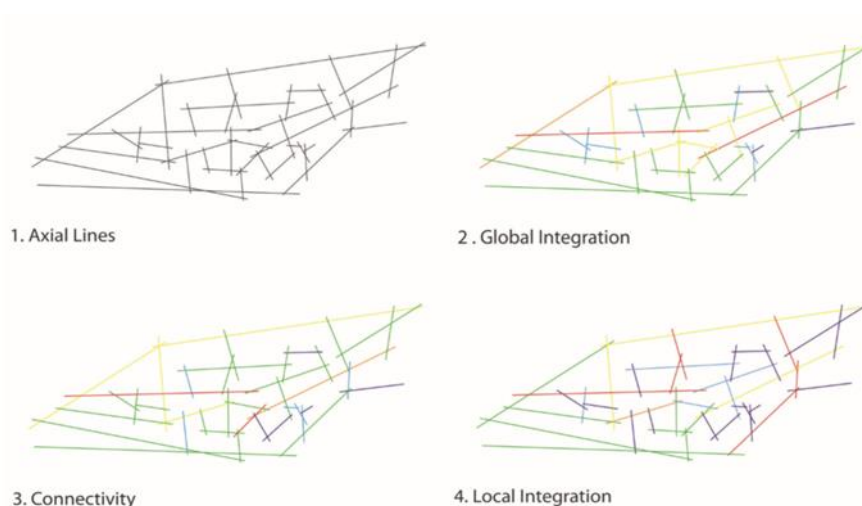 1. Axial Lines
2 . Global Integration
3. Connectivity
4. Local Integration